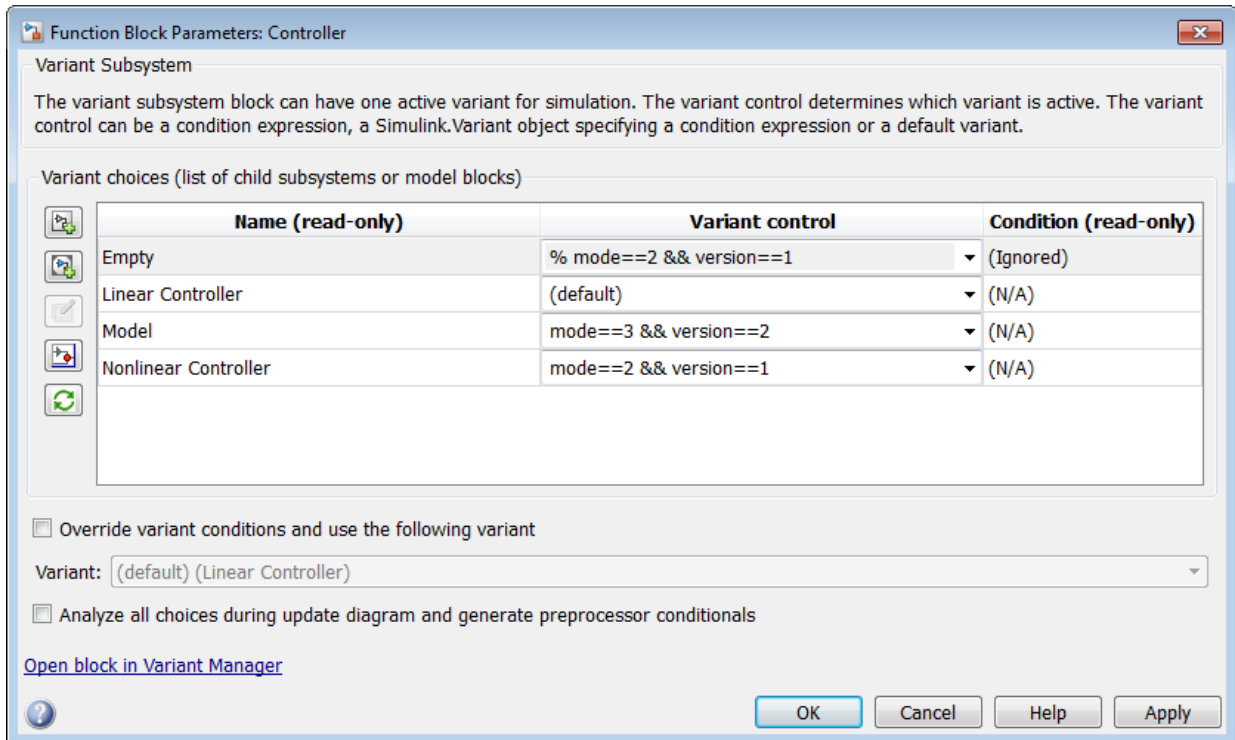 Function Block Parameters: Controller
Variant Subsystem
The variant subsystem block can have one active variant for simulation. The variant control determines which variant is active. The variant
control can be a condition expression, a Simulink.Variant object specifying a condition expression or a default variant.
Variant choices (list of child subsystems or model blocks)
Name (read-only) Variant control Condition (read-only)
Empty % mode==2 && version==1 (Ignored)
Linear Controller (default) (N/A)
Model mode==3 && version==2 (N/A)
Nonlinear Controller mode==2 && version==1 (N/A)
Override variant conditions and use the following variant
Variant: (default) (Linear Controller)
Analyze all choices during update diagram and generate preprocessor conditionals
Open block in Variant Manager
? OK Cancel Help Apply